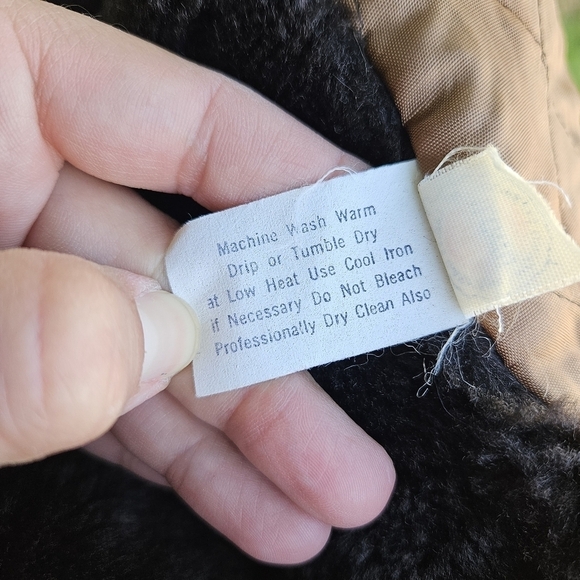 Machine Wash Warm
Drip or Tumble Dry
at Low Heat Use Cool Iron
if Necessary Do Not Bleach
Professionally Dry Clean Also